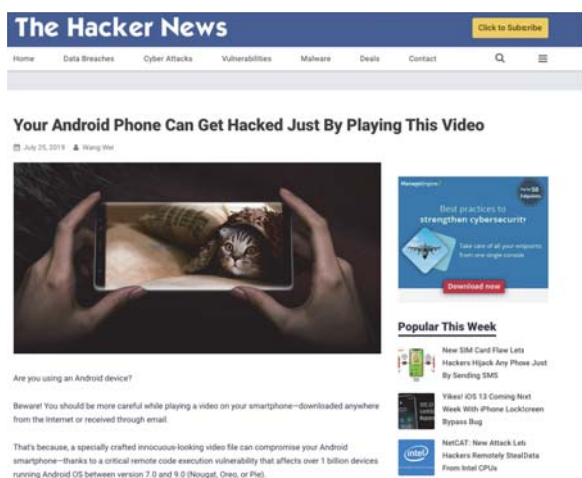 The Hacker News
Click to Subscribe
Home Data Breaches Cyber Attacks Vulnerabilities Malware Deals Contact
Your Android Phone Can Get Hacked Just By Playing This Video
July 25, 2019 Wang Wei
ManageEngine
Best practices to
strengthen cybersecurity
Take care of all your endpoints
from one single console
Download now
Are you using an Android device?
Beware! You should be more careful while playing a video on your smartphone—downloaded anywhere
from the Internet or received through email.
That's because, a specially crafted innocuous-looking video file can compromise your Android
smartphone—thanks to a critical remote code execution vulnerability that affects over 1 billion devices
running Android OS between version 7.0 and 9.0 (Nougat, Oreo, or Pie).
Popular This Week
New SIM Card Flaw Lets
Hackers Hijack Any Phone Just
By Sending SMS
Yikes! iOS 13 Coming Next
Week With iPhone LockScreen
Bypass Bug
intel
NetCAT: New Attack Lets
Hackers Remotely Steal Data
From Intel CPUs